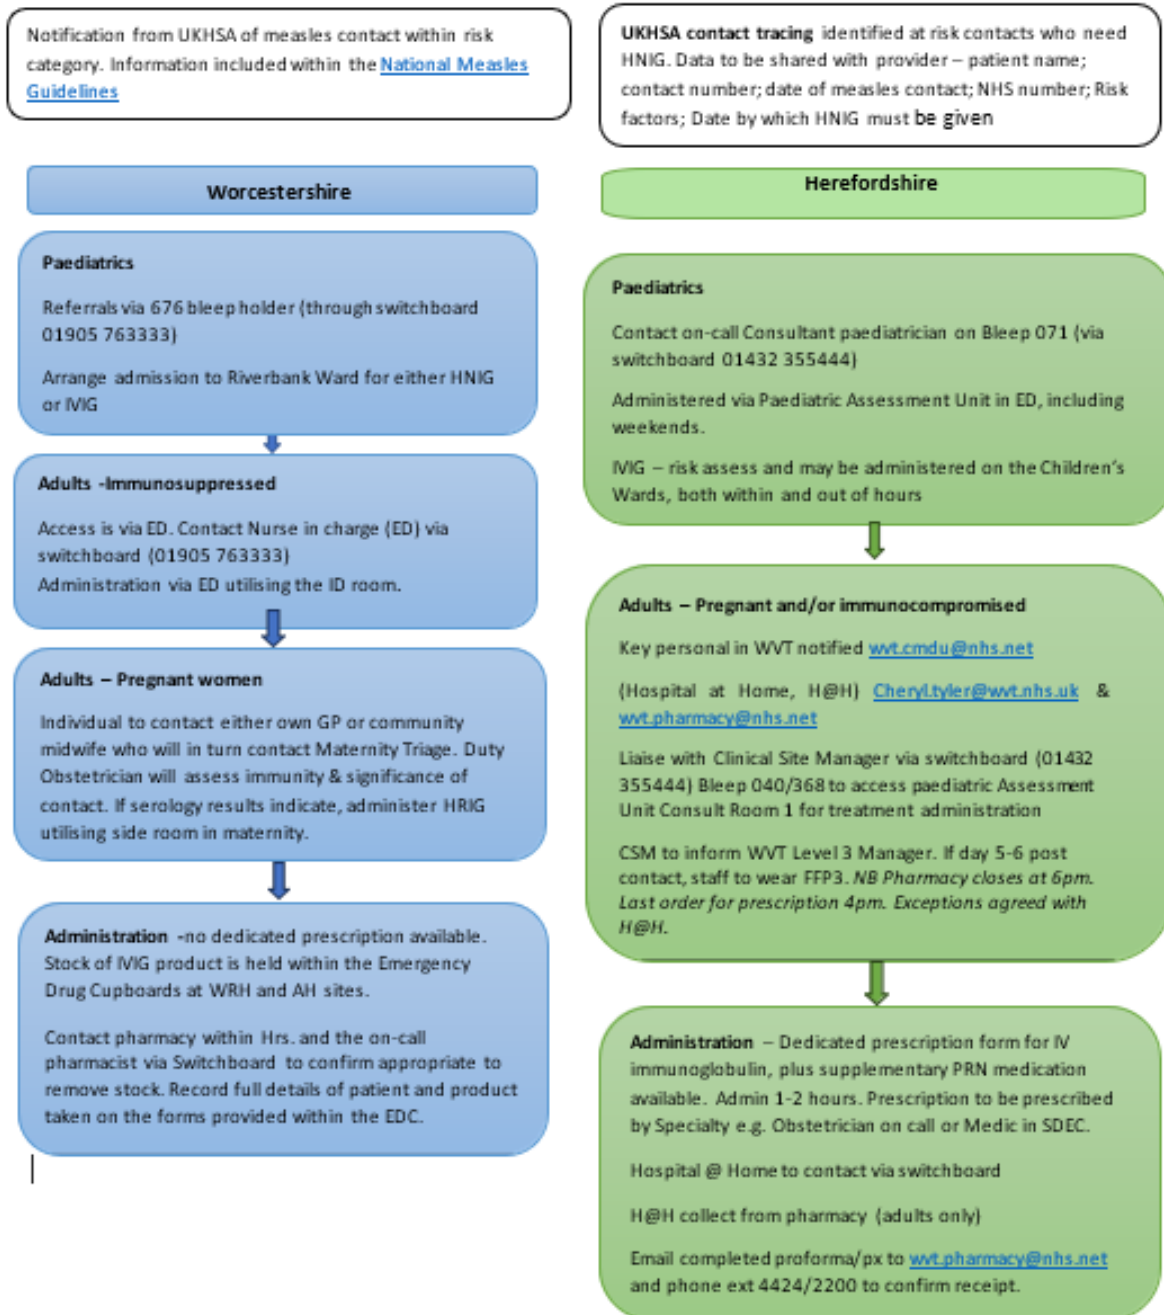 Notification from UKHSA of measles contact within risk
category. Information included within the National Measles
Guidelines
UKHSA contact tracing identified at risk contacts who need
HNIG. Data to be shared with provider – patient name;
contact number; date of measles contact; NHS number; Risk
factors; Date by which HNIG must be given
Worcestershire
Paediatrics
Referrals via 676 bleep holder (through switchboard
01905 763333)
Arrange admission to Riverbank Ward for either HNIG
or IVIG
Adults -Immunosuppressed
Access is via ED. Contact Nurse in charge (ED) via
switchboard (01905 763333)
Administration via ED utilising the ID room.
Adults – Pregnant women
Individual to contact either own GP or community
midwife who will in turn contact Maternity Triage. Duty
Obstetrician will assess immunity & significance of
contact. If serology results indicate, administer HRIG
utilising side room in maternity.
Administration -no dedicated prescription available.
Stock of IVIG product is held within the Emergency
Drug Cupboards at WRH and AH sites.
Contact pharmacy within Hrs. and the on-call
pharmacist via Switchboard to confirm appropriate to
remove stock. Record full details of patient and product
taken on the forms provided within the EDC.
Herefordshire
Paediatrics
Contact on-call Consultant paediatrician on Bleep 071 (via
switchboard 01432 355444)
Administered via Paediatric Assessment Unit in ED, including
weekends.
IVIG – risk assess and may be administered on the Children's
Wards, both within and out of hours
Adults – Pregnant and/or immunocompromised
Key personal in WVT notified wvt.cmdu@nhs.net
(Hospital at Home, H@H) Cheryl.tyler@wvt.nhs.uk &
wvt.pharmacy@nhs.net
Liaise with Clinical Site Manager via switchboard (01432
355444) Bleep 040/368 to access paediatric Assessment
Unit Consult Room 1 for treatment administration
CSM to inform WVT Level 3 Manager. If day 5-6 post
contact, staff to wear FFP3. NB Pharmacy closes at 6pm.
Last order for prescription 4pm. Exceptions agreed with
H@H.
Administration – Dedicated prescription form for IV
immunoglobulin, plus supplementary PRN medication
available. Admin 1-2 hours. Prescription to be prescribed
by Specialty e.g. Obstetrician on call or Medic in SDEC.
Hospital @ Home to contact via switchboard
H@H collect from pharmacy (adults only)
Email completed proforma/px to wvt.pharmacy@nhs.net
and phone ext 4424/2200 to confirm receipt.